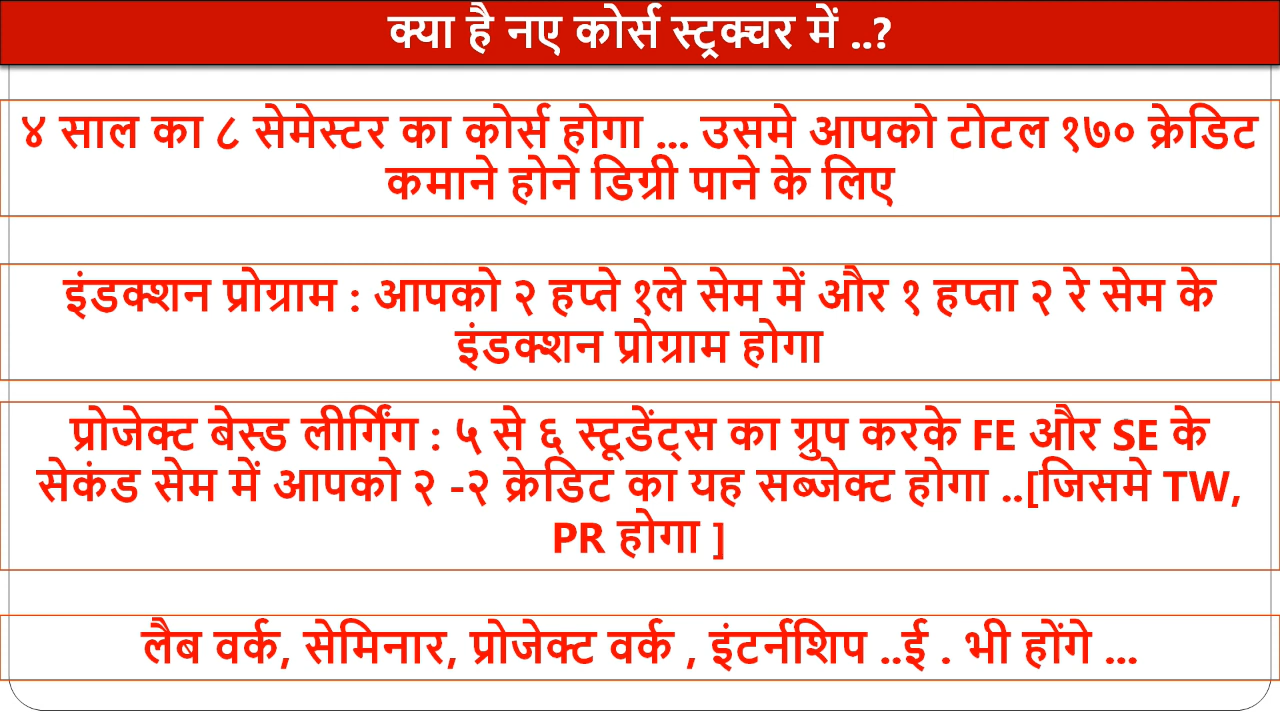 क्या है नए कोर्स स्ट्रक्चर में ..?
४ साल का ८ सेमेस्टर का कोर्स होगा ... उसमे आपको टोटल १७० क्रेडिट
कमाने होने डिग्री पाने के लिए
इंडक्शन प्रोग्राम : आपको २ हप्ते १ले सेम में और १ हप्ता २ रे सेम के
इंडक्शन प्रोग्राम होगा
प्रोजेक्ट बेस्ड लीर्गिंग : ५ से ६ स्टूडेंट्स का ग्रुप करके FE और SE के
सेकंड सेम में आपको २ -२ क्रेडिट का यह सब्जेक्ट होगा ..[जिसमे TW,
PR होगा ]
लैब वर्क, सेमिनार, प्रोजेक्ट वर्क , इंटर्नशिप ..ई . भी होंगे ...